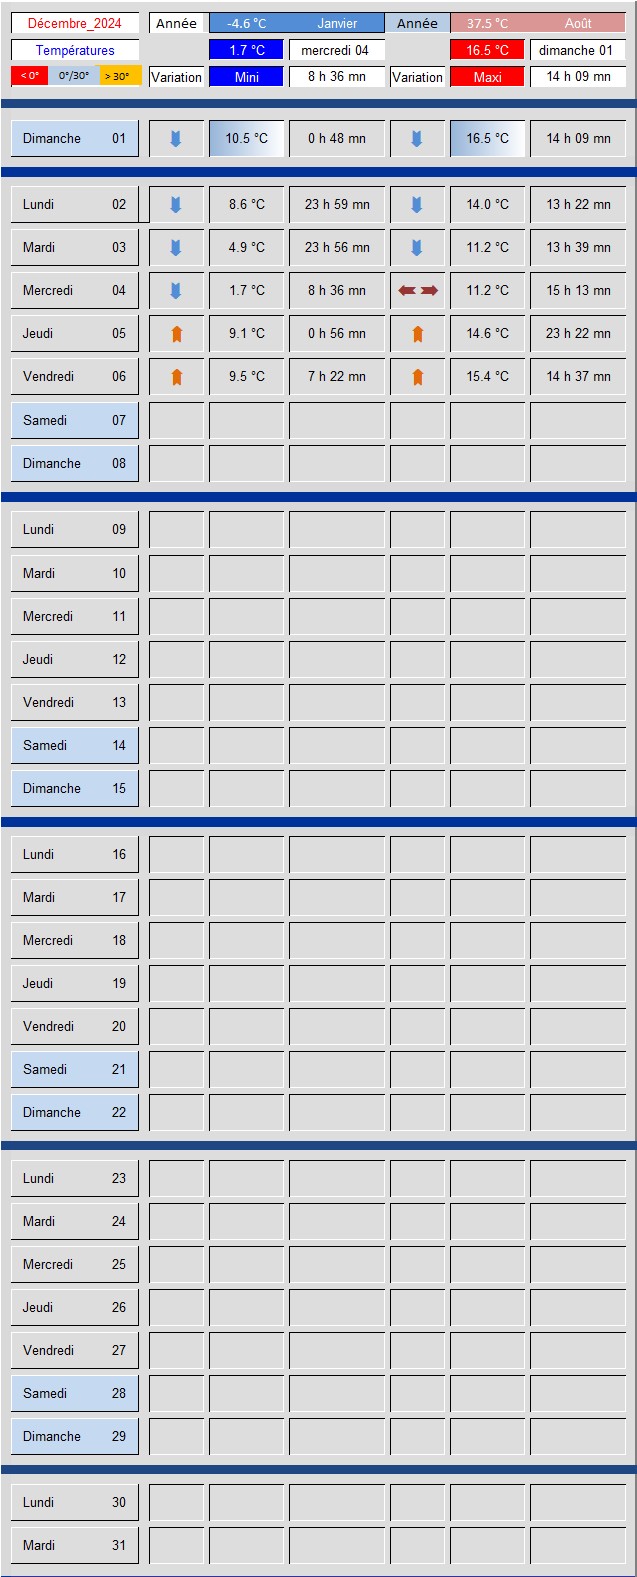 Décembre_2024 Année -4.6 °C Janvier Année 37.5 °C Août
Températures 1.7 °C mercredi 04 16.5 °C dimanche 01
< 0° 0°/30° > 30° Variation Mini 8 h 36 mn Variation Maxi 14 h 09 mn
Dimanche 01 10.5 °C 0 h 48 mn 16.5 °C 14 h 09 mn
Lundi 02 8.6 °C 23 h 59 mn 14.0 °C 13 h 22 mn
Mardi 03 4.9 °C 23 h 56 mn 11.2 °C 13 h 39 mn
Mercredi 04 1.7 °C 8 h 36 mn 11.2 °C 15 h 13 mn
Jeudi 05 9.1 °C 0 h 56 mn 14.6 °C 23 h 22 mn
Vendredi 06 9.5 °C 7 h 22 mn 15.4 °C 14 h 37 mn
Samedi 07
Dimanche 08
Lundi 09
Mardi 10
Mercredi 11
Jeudi 12
Vendredi 13
Samedi 14
Dimanche 15
Lundi 16
Mardi 17
Mercredi 18
Jeudi 19
Vendredi 20
Samedi 21
Dimanche 22
Lundi 23
Mardi 24
Mercredi 25
Jeudi 26
Vendredi 27
Samedi 28
Dimanche 29
Lundi 30
Mardi 31